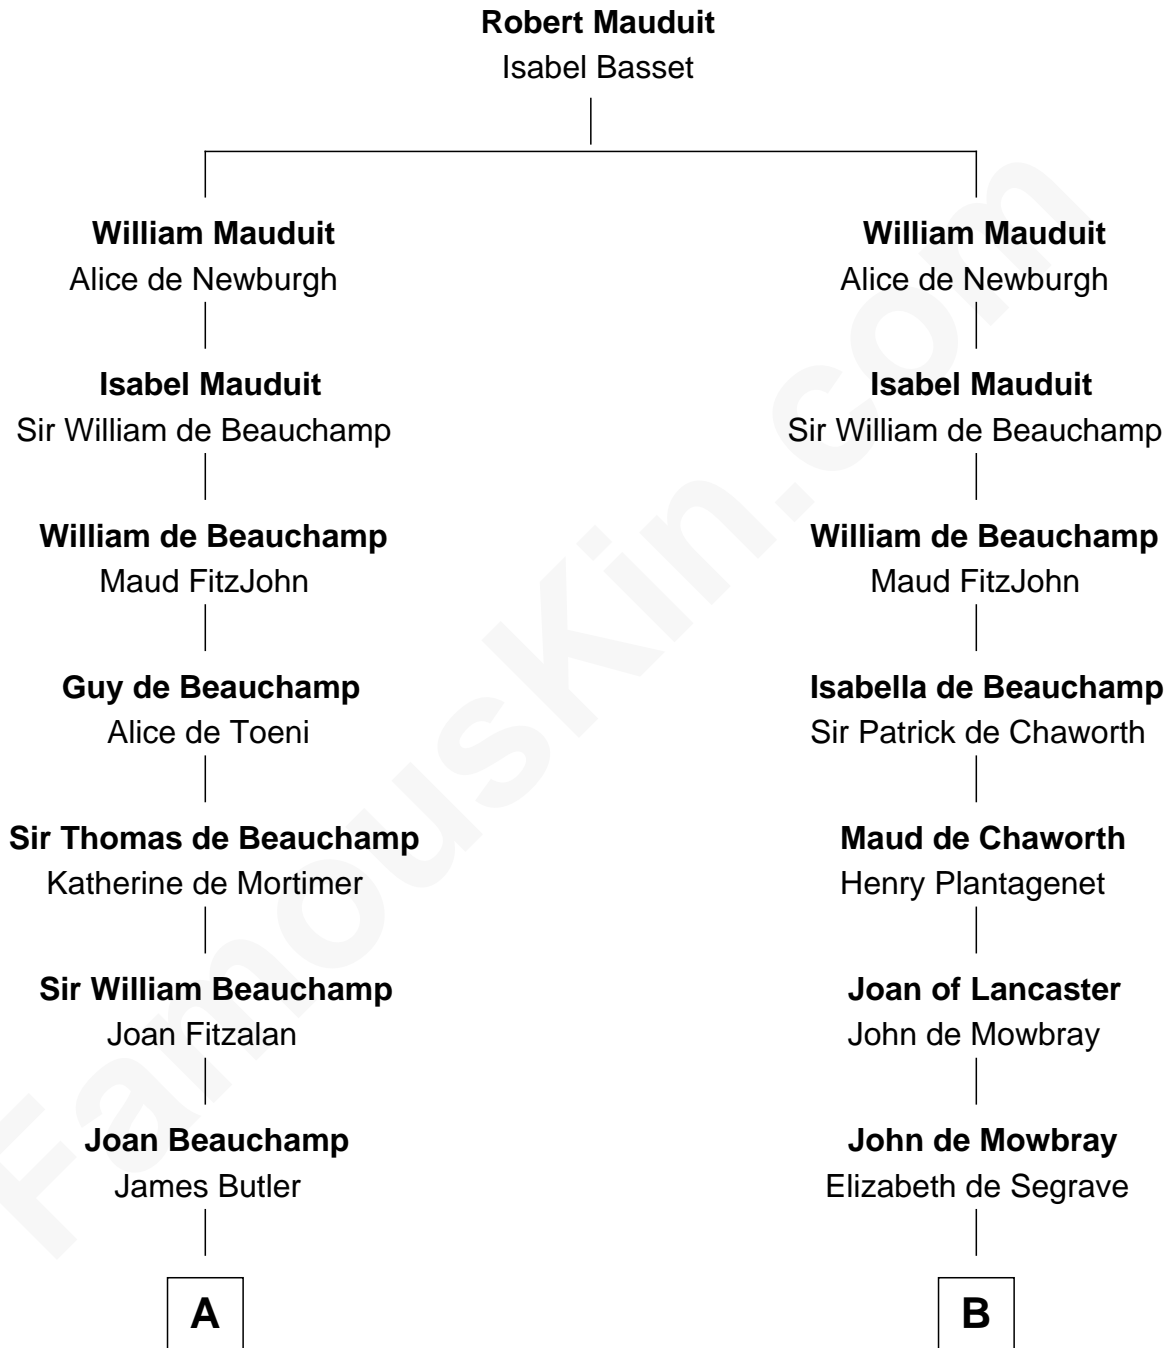 Robert Mauduit
Isabel Basset
William Mauduit
Alice de Newburgh
Isabel Mauduit
Sir William de Beauchamp
William de Beauchamp
Maud FitzJohn
Guy de Beauchamp
Alice de Toeni
Sir Thomas de Beauchamp
Katherine de Mortimer
Sir William Beauchamp
Joan Fitzalan
Joan Beauchamp
James Butler
A
William Mauduit
Alice de Newburgh
Isabel Mauduit
Sir William de Beauchamp
William de Beauchamp
Maud FitzJohn
Isabella de Beauchamp
Sir Patrick de Chaworth
Maud de Chaworth
Henry Plantagenet
Joan of Lancaster
John de Mowbray
John de Mowbray
Elizabeth de Segrave
B
FamousKin.com